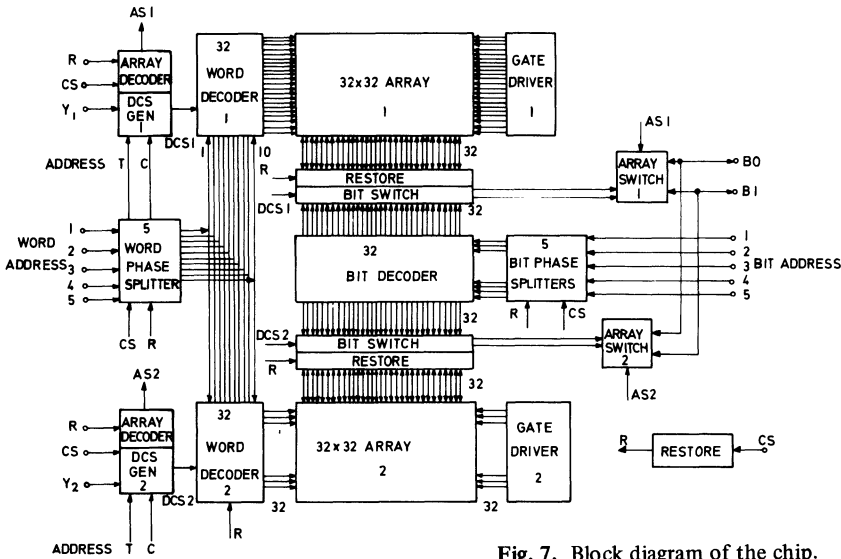 AS1
R
CS
Y1
ARRAY
DECODER
DCS
GEN
1
DCS1
ADDRESS T C
32
WORD
DECODER
1
1
10
32x32 ARRAY
1
GATE
DRIVER
1
32
R
DCS1
RESTORE
BIT SWITCH
32
AS1
ARRAY
SWITCH
1
B0
B1
WORD
ADDRESS
1
2
3
4
5
5
WORD
PHASE
SPLITTER
CS R
32
BIT DECODER
5
BIT PHASE
SPLITTERS
R CS
1
2
3 BIT ADDRESS
4
5
32
DCS2
R
BIT SWITCH
RESTORE
32
ARRAY
SWITCH
2
AS2
AS2
R
CS
Y2
ARRAY
DECODER
DCS
GEN
2
DCS2
ADDRESS T C
32
WORD
DECODER
2
R
32
32x32 ARRAY
2
32
GATE
DRIVER
2
R
RESTORE
CS
Fig. 7. Block diagram of the chip.